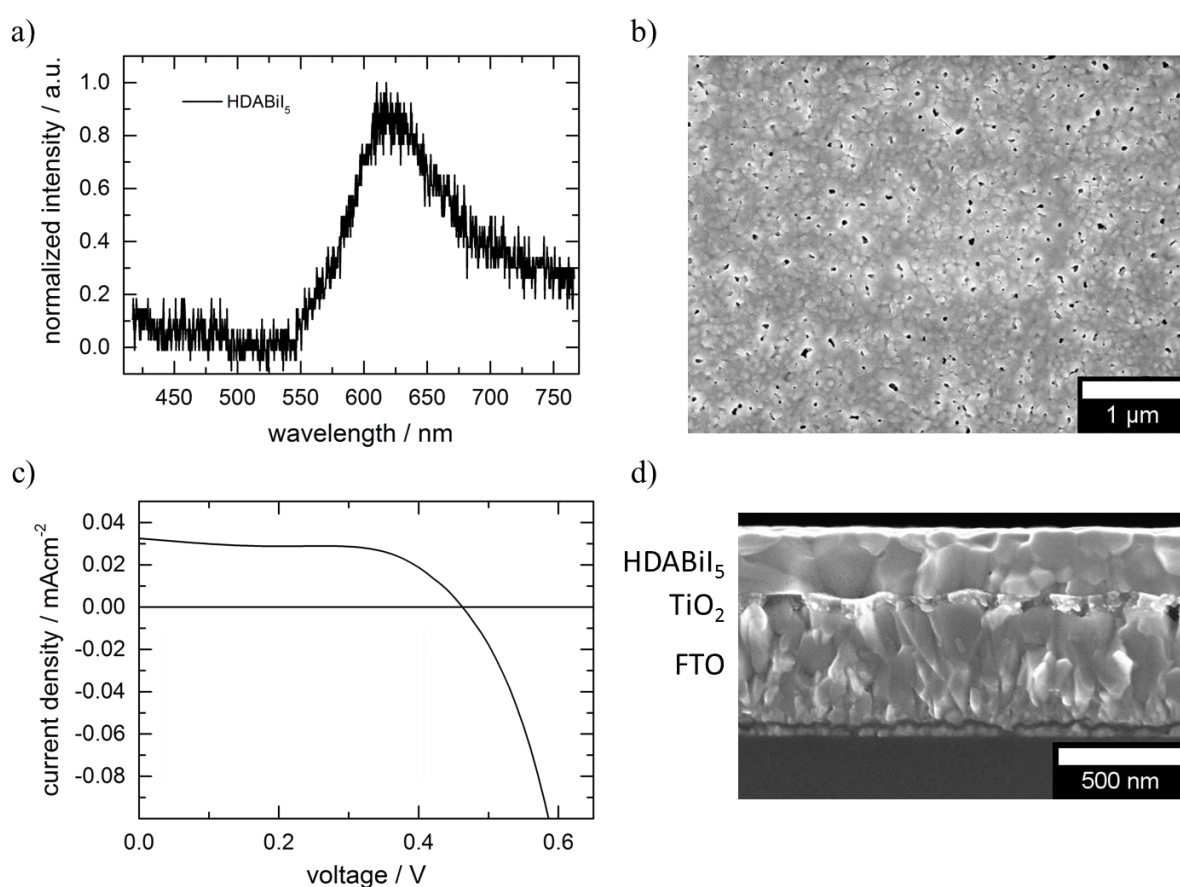 a)
normalized intensity / a.u.
1.0
0.8
0.6
0.4
0.2
0.0
HDABiI₅
450 500 550 600 650 700 750
wavelength / nm
b)
1 µm
c)
current density / mAcm⁻²
0.04
0.02
0.00
-0.02
-0.04
-0.06
-0.08
0.0 0.2 0.4 0.6
voltage / V
d)
HDABiI₅
TiO₂
FTO
500 nm